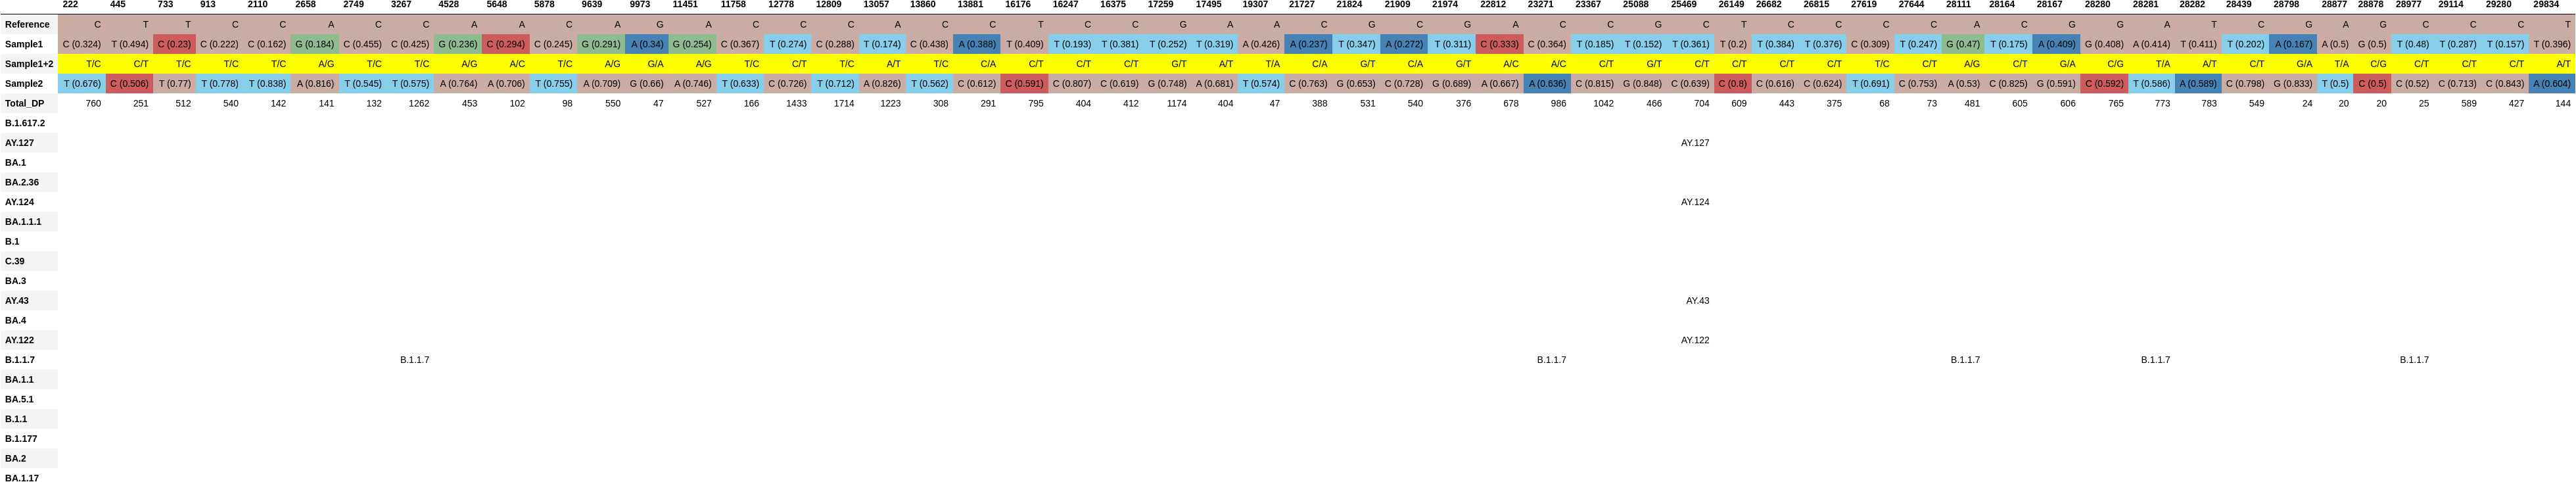 222 445 733 913 2110 2658 2749 3267 4528 5648 5878 9639 9973 11451 11758 12778 12809 13057 13860 13881 16176 16247 16375 17259 17495 19307 21727 21824 21909 21974 22812 23271 23367 25088 25469 26149 26682 26815 27619 27644 28111 28164 28167 28280 28281 28282 28439 28798 28877 28878 28977 29114 29280 29834
Reference C T T C C A C C A A C A G A C C C A C C T C C G A A C G C G A C C G C T C C C C A C G G A T C G A G C C C T
Sample1 C (0.324) T (0.494) C (0.23) C (0.222) C (0.162) G (0.184) C (0.455) C (0.425) G (0.236) C (0.294) C (0.245) G (0.291) A (0.34) G (0.254) C (0.367) T (0.274) C (0.288) T (0.174) C (0.438) A (0.388) T (0.409) T (0.193) T (0.381) T (0.252) T (0.319) A (0.426) A (0.237) T (0.347) A (0.272) T (0.311) C (0.333) C (0.364) T (0.185) T (0.152) T (0.361) T (0.2) T (0.384) T (0.376) C (0.309) T (0.247) G (0.47) T (0.175) A (0.409) G (0.408) A (0.414) T (0.411) T (0.202) A (0.167) A (0.5) G (0.5) T (0.48) T (0.287) T (0.157) T (0.396)
Sample1+2 T/C C/T T/C T/C T/C A/G T/C T/C A/G A/C T/C A/G G/A A/G T/C C/T T/C A/T T/C C/A C/T C/T C/T G/T A/T T/A C/A G/T C/A G/T A/C A/C C/T G/T C/T C/T C/T C/T T/C C/T A/G C/T G/A C/G T/A A/T C/T G/A T/A C/G C/T C/T C/T A/T
Sample2 T (0.676) C (0.506) T (0.77) T (0.778) T (0.838) A (0.816) T (0.545) T (0.575) A (0.764) A (0.706) T (0.755) A (0.709) G (0.66) A (0.746) T (0.633) C (0.726) T (0.712) A (0.826) T (0.562) C (0.612) C (0.591) C (0.807) C (0.619) G (0.748) A (0.681) T (0.574) C (0.763) G (0.653) C (0.728) G (0.689) A (0.667) A (0.636) C (0.815) G (0.848) C (0.639) C (0.8) C (0.616) C (0.624) T (0.691) C (0.753) A (0.53) C (0.825) G (0.591) C (0.592) T (0.586) A (0.589) C (0.798) G (0.833) T (0.5) C (0.5) C (0.52) C (0.713) C (0.843) A (0.604)
Total_DP 760 251 512 540 142 141 132 1262 453 102 98 550 47 527 166 1433 1714 1223 308 291 795 404 412 1174 404 47 388 531 540 376 678 986 1042 466 704 609 443 375 68 73 481 605 606 765 773 783 549 24 20 20 25 589 427 144
B.1.617.2
AY.127 AY.127
BA.1
BA.2.36
AY.124 AY.124
BA.1.1.1
B.1
C.39
BA.3
AY.43 AY.43
BA.4
AY.122 AY.122
B.1.1.7 B.1.1.7 B.1.1.7 B.1.1.7 B.1.1.7 B.1.1.7
BA.1.1
BA.5.1
B.1.1
B.1.177
BA.2
BA.1.17